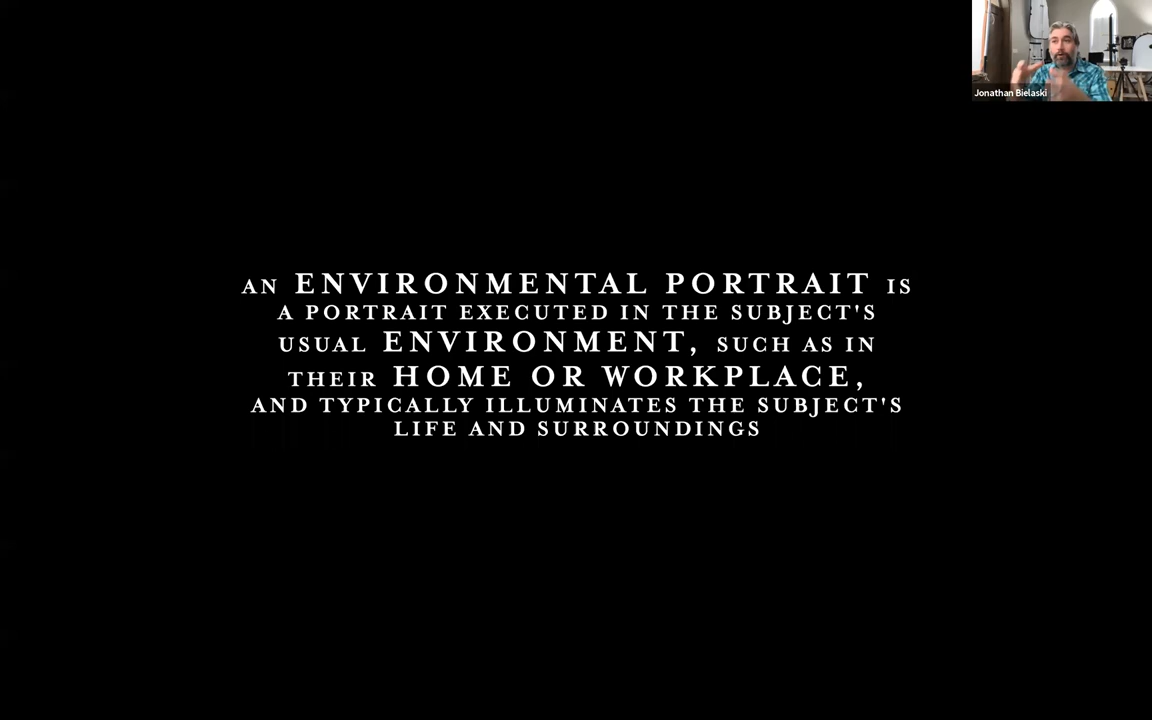 AN ENVIRONMENTAL PORTRAIT IS
A PORTRAIT EXECUTED IN THE SUBJECT'S
USUAL ENVIRONMENT, SUCH AS IN
THEIR HOME OR WORKPLACE,
AND TYPICALLY ILLUMINATES THE SUBJECT'S
LIFE AND SURROUNDINGS
Jonathan Bielaski